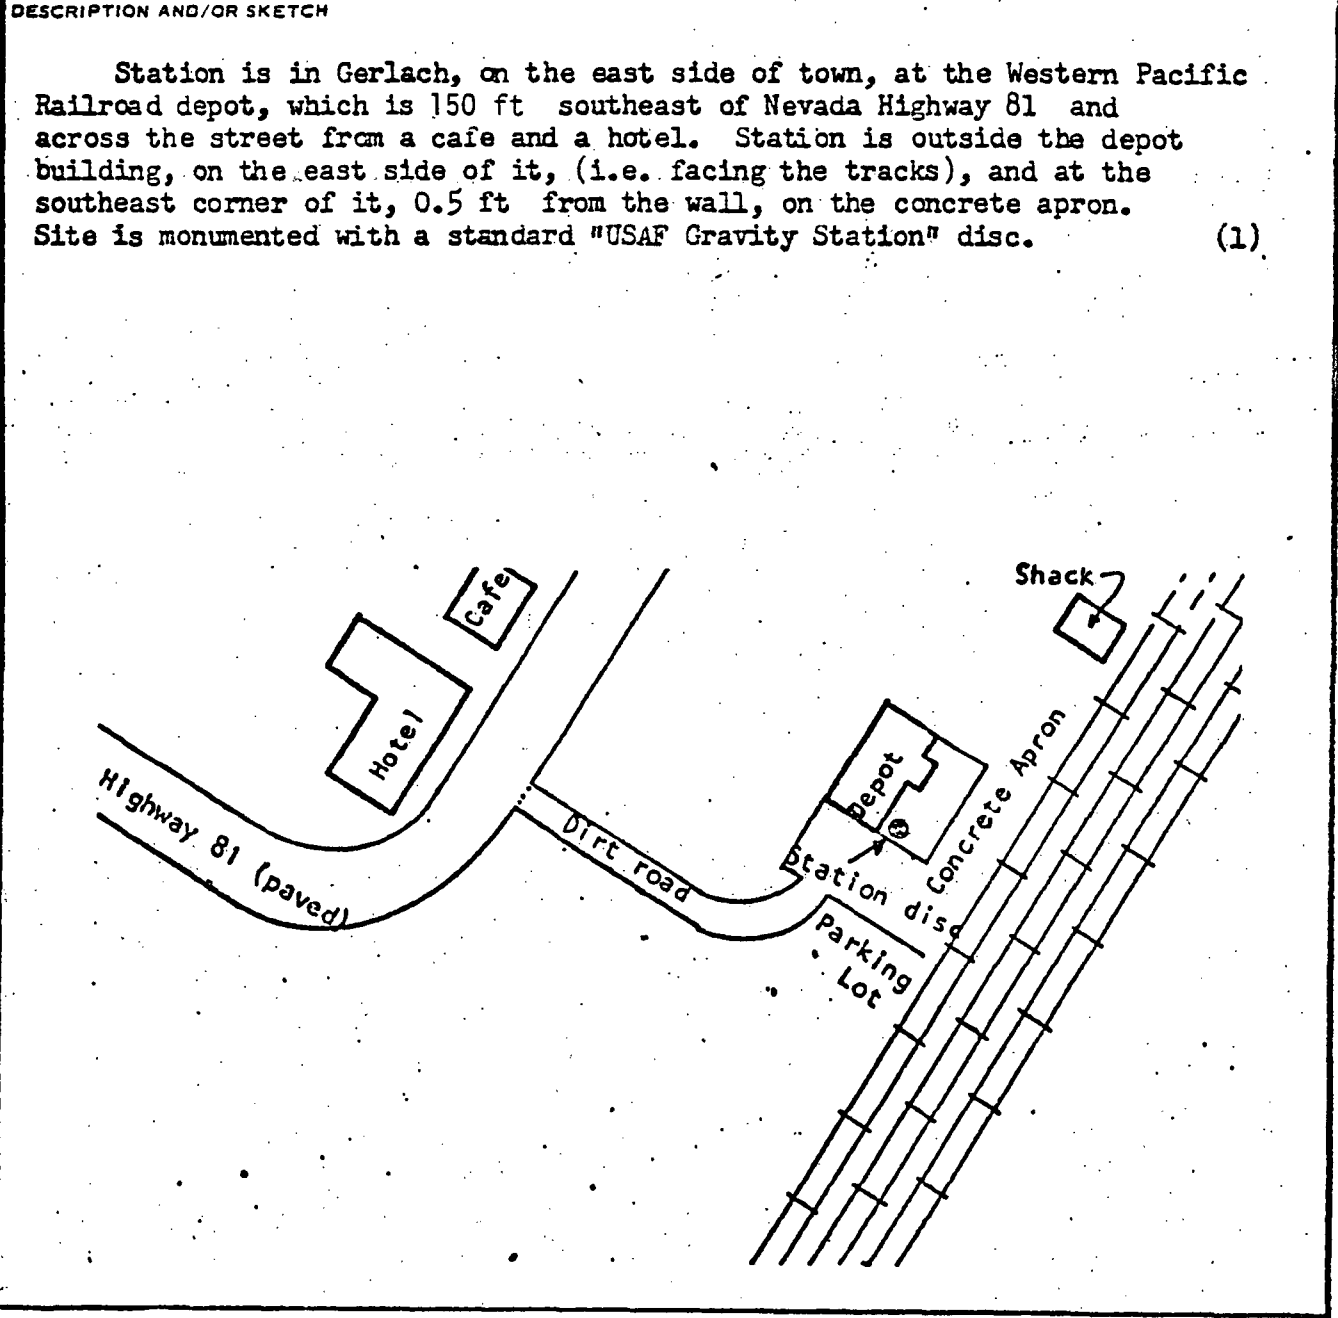 DESCRIPTION AND/OR SKETCH
Station is in Gerlach, on the east side of town, at the Western Pacific
Railroad depot, which is 150 ft southeast of Nevada Highway 81 and
across the street from a cafe and a hotel. Station is outside the depot
building, on the east side of it, (i.e. facing the tracks), and at the
southeast corner of it, 0.5 ft from the wall, on the concrete apron.
Site is monumented with a standard "USAF Gravity Station" disc. (1)
Shack
Cafe
Hotel
Depot
Concrete Apron
Highway 81 (paved)
Dirt road
Station disc
Parking
Lot